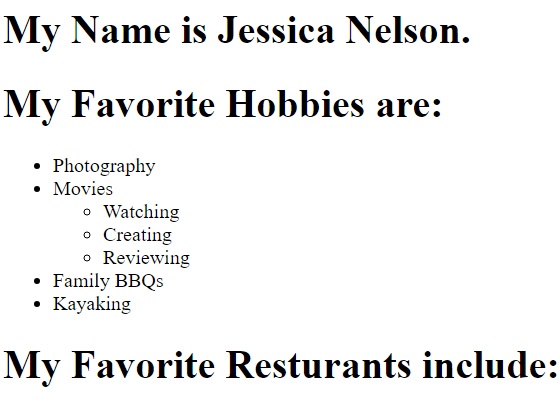 My Name is Jessica Nelson.
My Favorite Hobbies are:
Photography
Movies
Watching
Creating
Reviewing
Family BBQs
Kayaking
My Favorite Resturants include: